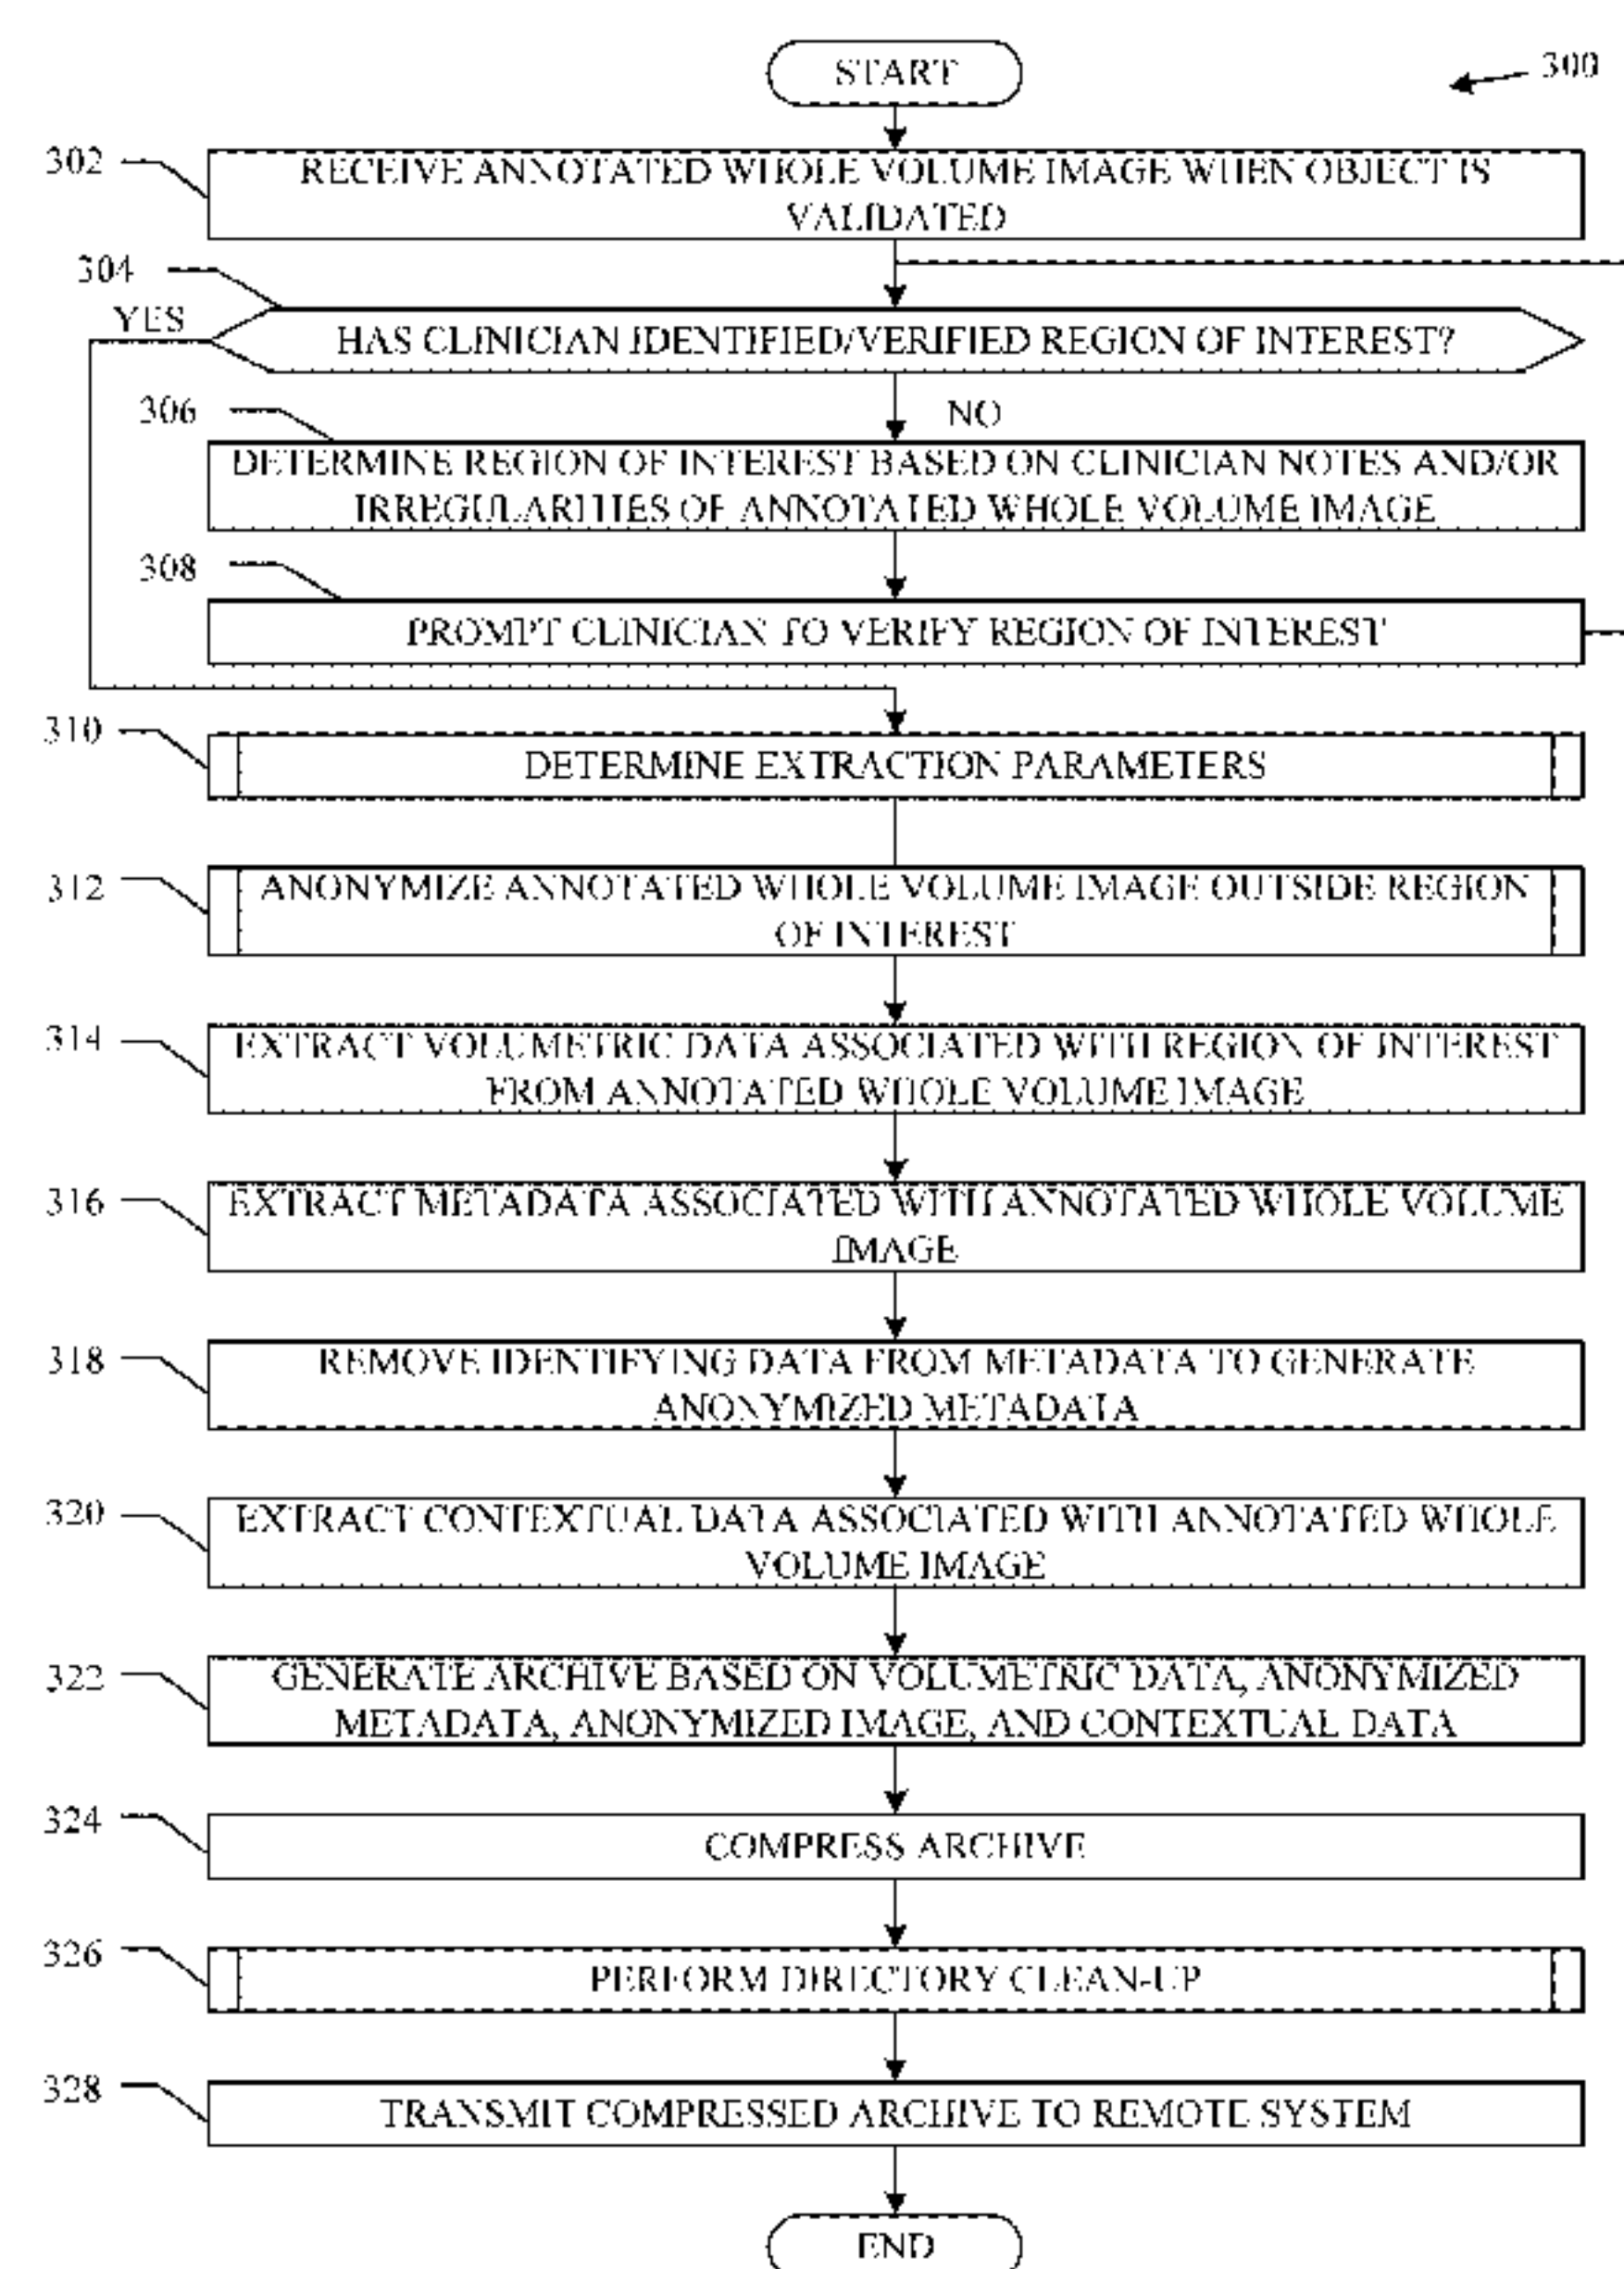 START
300
302
RECEIVE ANNOTATED WHOLE VOLUME IMAGE WHEN OBJECT IS
VALIDATED
304
YES
HAS CLINICIAN IDENTIFIED/VERIFIED REGION OF INTEREST?
306
NO
DETERMINE REGION OF INTEREST BASED ON CLINICIAN NOTES AND/OR
IRREGULARITIES OF ANNOTATED WHOLE VOLUME IMAGE
308
PROMPT CLINICIAN TO VERIFY REGION OF INTEREST
310
DETERMINE EXTRACTION PARAMETERS
312
ANONYMIZE ANNOTATED WHOLE VOLUME IMAGE OUTSIDE REGION
OF INTEREST
314
EXTRACT VOLUMETRIC DATA ASSOCIATED WITH REGION OF INTEREST
FROM ANNOTATED WHOLE VOLUME IMAGE
316
EXTRACT METADATA ASSOCIATED WITH ANNOTATED WHOLE VOLUME
IMAGE
318
REMOVE IDENTIFYING DATA FROM METADATA TO GENERATE
ANONYMIZED METADATA
320
EXTRACT CONTEXTUAL DATA ASSOCIATED WITH ANNOTATED WHOLE
VOLUME IMAGE
322
GENERATE ARCHIVE BASED ON VOLUMETRIC DATA, ANONYMIZED
METADATA, ANONYMIZED IMAGE, AND CONTEXTUAL DATA
324
COMPRESS ARCHIVE
326
PERFORM DIRECTORY CLEAN-UP
328
TRANSMIT COMPRESSED ARCHIVE TO REMOTE SYSTEM
END